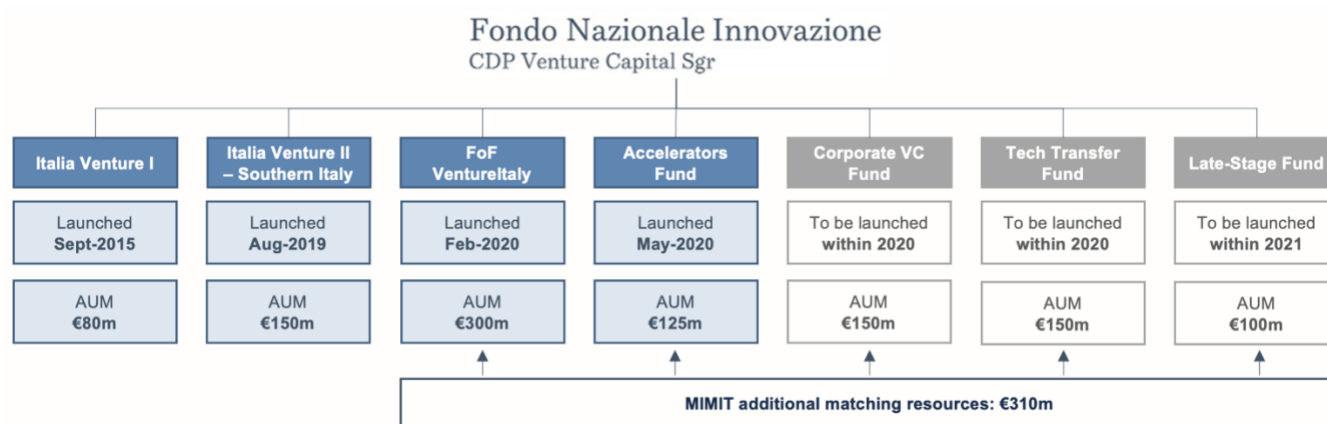 Fondo Nazionale Innovazione
CDP Venture Capital Sgr
Italia Venture I
Italia Venture II
– Southern Italy
FoF
VentureItaly
Accelerators
Fund
Corporate VC
Fund
Tech Transfer
Fund
Late-Stage Fund
Launched
Sept-2015
Launched
Aug-2019
Launched
Feb-2020
Launched
May-2020
To be launched
within 2020
To be launched
within 2020
To be launched
within 2021
AUM
€80m
AUM
€150m
AUM
€300m
AUM
€125m
AUM
€150m
AUM
€150m
AUM
€100m
MIMIT additional matching resources: €310m